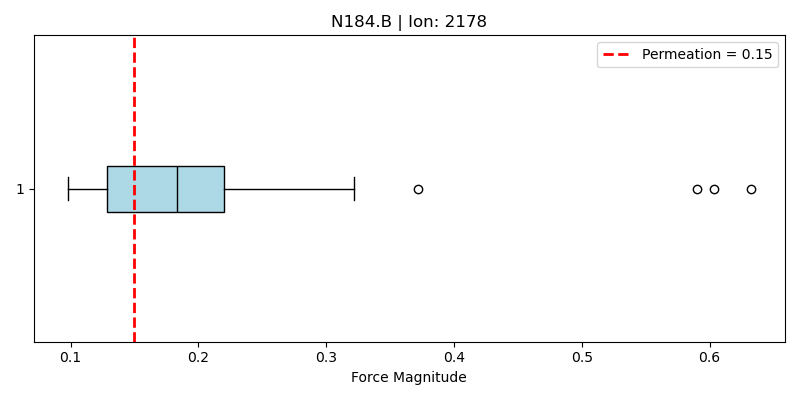 N184.B | Ion: 2178
Permeation = 0.15
1
0.1 0.2 0.3 0.4 0.5 0.6
Force Magnitude